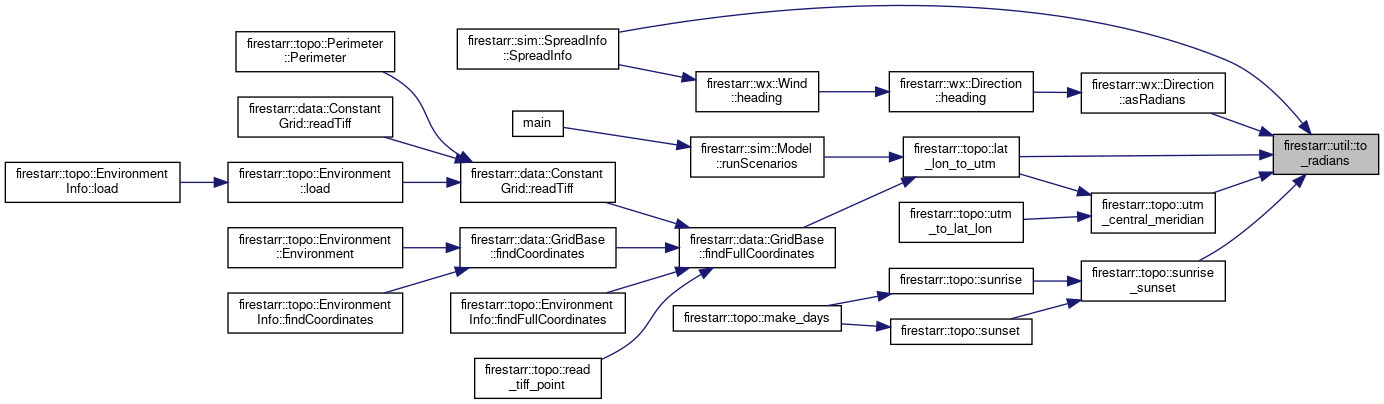 firestarr::sim::SpreadInfo
::SpreadInfo
firestarr::topo::Perimeter
::Perimeter
firestarr::wx::Wind
::heading
firestarr::wx::Direction
::heading
firestarr::wx::Direction
::asRadians
firestarr::data::Constant
Grid::readTiff
main
firestarr::sim::Model
::runScenarios
firestarr::topo::lat
_lon_to_utm
firestarr::util::to
_radians
firestarr::topo::Environment
Info::load
firestarr::topo::Environment
::load
firestarr::data::Constant
Grid::readTiff
firestarr::topo::utm
_central_meridian
firestarr::topo::utm
_to_lat_lon
firestarr::topo::Environment
::Environment
firestarr::data::GridBase
::findCoordinates
firestarr::data::GridBase
::findFullCoordinates
firestarr::topo::sunrise
_sunset
firestarr::topo::sunrise
firestarr::topo::Environment
Info::findCoordinates
firestarr::topo::Environment
Info::findFullCoordinates
firestarr::topo::make_days
firestarr::topo::sunset
firestarr::topo::read
_tiff_point